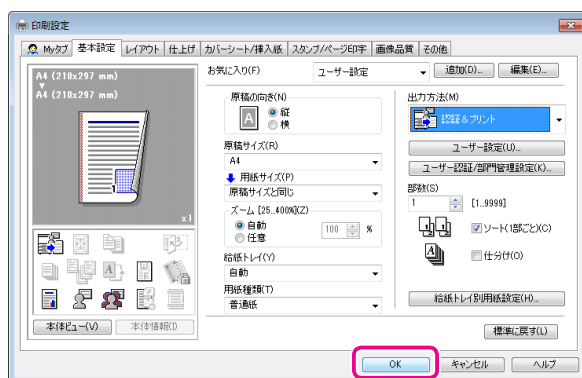 印刷設定
Myタブ 基本設定 レイアウト 仕上げ カバーシート/挿入紙 スタンプ/ページ印字 画像品質 その他
A4 (210x297 mm)
A4 (210x297 mm)
1
x1
本体ビュー(V) 本体情報(I)
お気に入り(F) ユーザー設定 追加(D)... 編集(E)...
原稿の向き(N)
A
縦
横
原稿サイズ(R)
A4
用紙サイズ(P)
原稿サイズと同じ
ズーム [25..400%](Z)
自動
任意
100 %
給紙トレイ(Y)
自動
用紙種類(T)
普通紙
出力方法(M)
認証&プリント
ユーザー設定(U)...
ユーザー認証/部門管理設定(K)...
部数(S)
1 [1..9999]
ソート(1部ごと)(C)
仕分け(O)
給紙トレイ別用紙設定(H)...
標準に戻す(L)
OK キャンセル ヘルプ